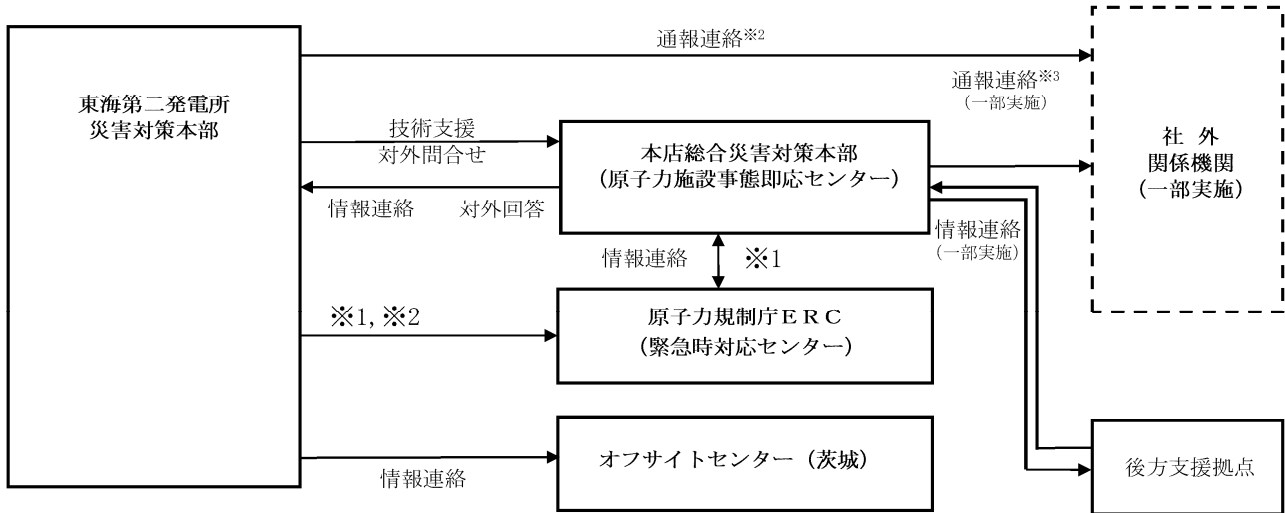 通報連絡※2
東海第二発電所
災害対策本部
通報連絡※3
(一部実施)
社 外
関係機関
(一部実施)
技術支援
対外問合せ
本店総合災害対策本部
(原子力施設事態即応センター)
情報連絡 対外回答
情報連絡
(一部実施)
情報連絡 ※1
※1, ※2
原子力規制庁ERC
(緊急時対応センター)
情報連絡
オフサイトセンター(茨城)
後方支援拠点